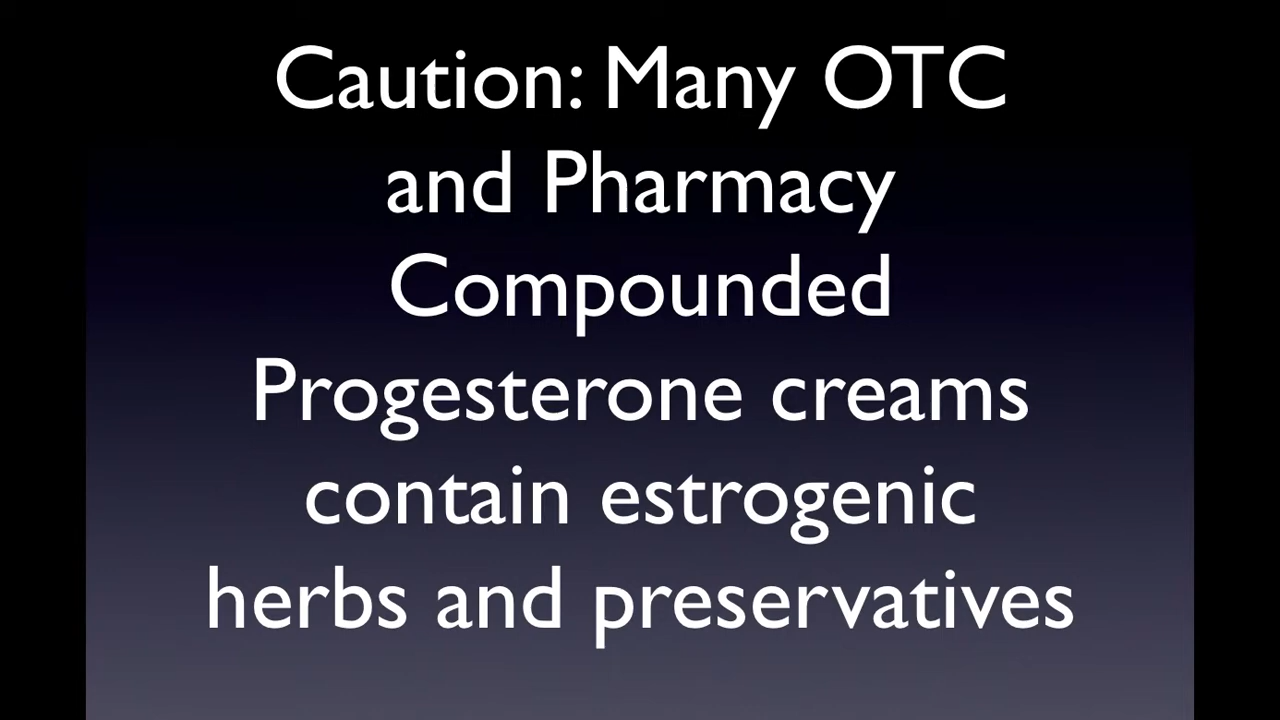 Caution: Many OTC
and Pharmacy
Compounded
Progesterone creams
contain estrogenic
herbs and preservatives